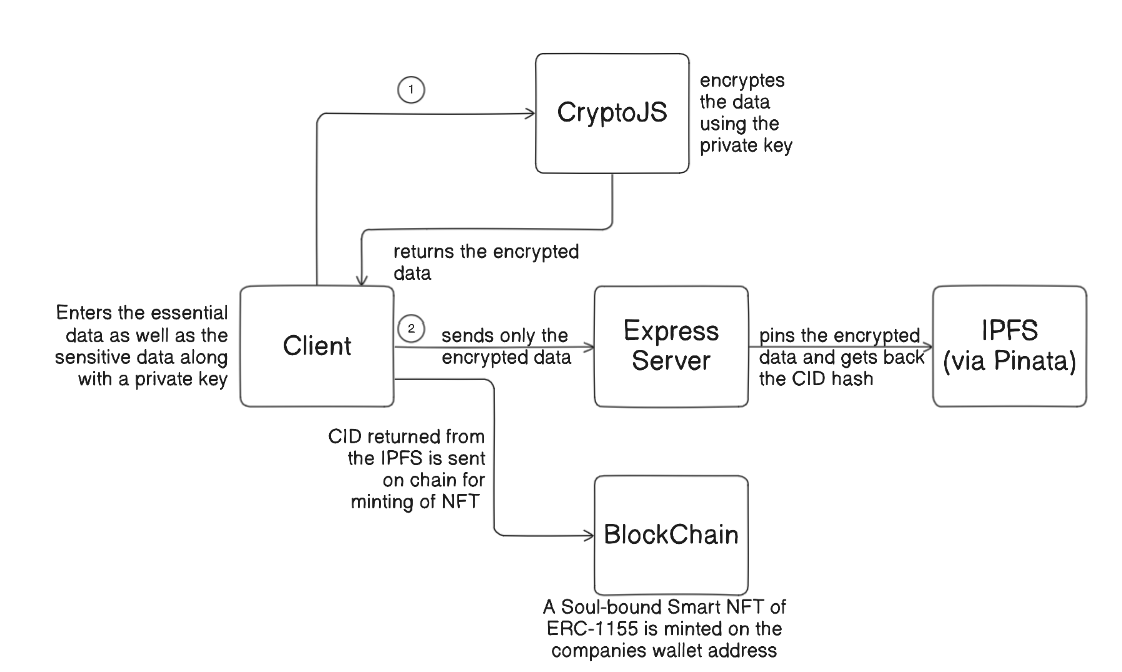 1
CryptoJS
encryptes
the data
using the
private key
returns the encrypted
data
Enters the essential
data as well as the
sensitive data along
with a private key
Client
2
sends only the
encrypted data
Express
Server
pins the encrypted
data and gets back
the CID hash
IPFS
(via Pinata)
CID returned from
the IPFS is sent
on chain for
minting of NFT
BlockChain
A Soul-bound Smart NFT of
ERC-1155 is minted on the
companies wallet address